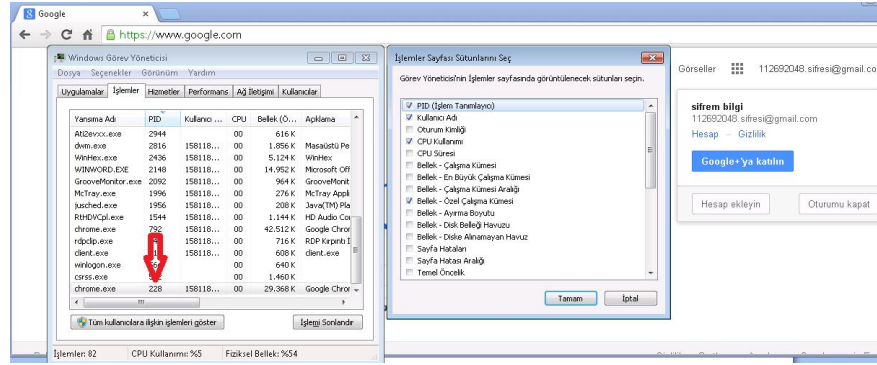 Google
https://www.google.com
Windows Görev Yöneticisi
Dosya Seçenekler Görünüm Yardım
Uygulamalar İşlemler Hizmetler Performans Ağ İletişimi Kullanıcılar
Yansıma Adı PID Kullanıcı ... CPU Bellek (Ö... Açıklama
Ati2evxx.exe 2944 00 616 K
dwm.exe 2816 158118... 00 1.856 K Masaüstü Pe
WinHex.exe 2436 158118... 00 5.124 K WinHex
WINWORD.EXE 2148 158118... 00 14.952 K Microsoft Off
GrooveMonitor.exe 2092 158118... 00 964 K GrooveMonit
McTray.exe 1996 158118... 00 276 K McTray Appli
jusched.exe 1956 158118... 00 208 K Java(TM) Pla
RtHDVCpl.exe 1544 158118... 00 1.144 K HD Audio Cor
chrome.exe 792 158118... 00 42.512 K Google Chror
rdpclip.exe 158118... 00 716 K RDP Kırpıntı İ
client.exe 158118... 00 608 K client.exe
winlogon.exe 00 640 K
csrss.exe 00 1.460 K
chrome.exe 228 158118... 00 29.368 K Google Chror
Tüm kullanıcılara ilişkin işlemleri göster İşlemi Sonlandır
İşlemler: 82 CPU Kullanımı: %5 Fiziksel Bellek: %54
İşlemler Sayfası Sütunlarını Seç
Görev Yöneticisi'nin İşlemler sayfasında görüntülenecek sütunları seçin.
PID (İşlem Tanımlayıcı)
Kullanıcı Adı
Oturum Kimliği
CPU Kullanımı
CPU Süresi
Bellek - Çalışma Kümesi
Bellek - En Büyük Çalışma Kümesi
Bellek - Çalışma Kümesi Aralığı
Bellek - Özel Çalışma Kümesi
Bellek - Ayırma Boyutu
Bellek - Disk Belleği Havuzu
Bellek - Diske Alınamayan Havuz
Sayfa Hataları
Sayfa Hatası Aralığı
Temel Öncelik
Tamam İptal
Görseller 112692048.sifresi@gmail.co
sifrem bilgi
112692048.sifresi@gmail.com
Hesap – Gizlilik
Google+'ya katılın
Hesap ekleyin Oturumu kapat